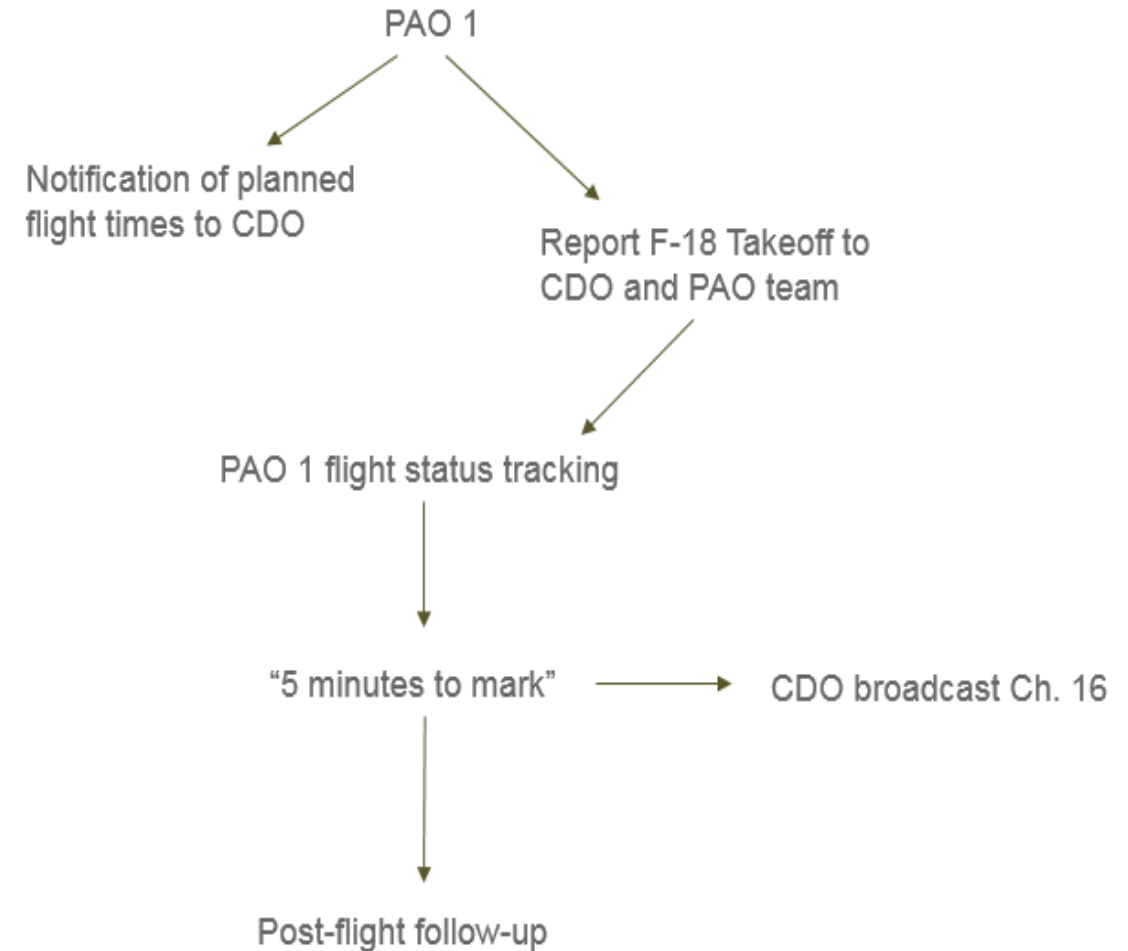 PAO 1
Notification of planned
flight times to CDO
Report F-18 Takeoff to
CDO and PAO team
PAO 1 flight status tracking
“5 minutes to mark”
CDO broadcast Ch. 16
Post-flight follow-up